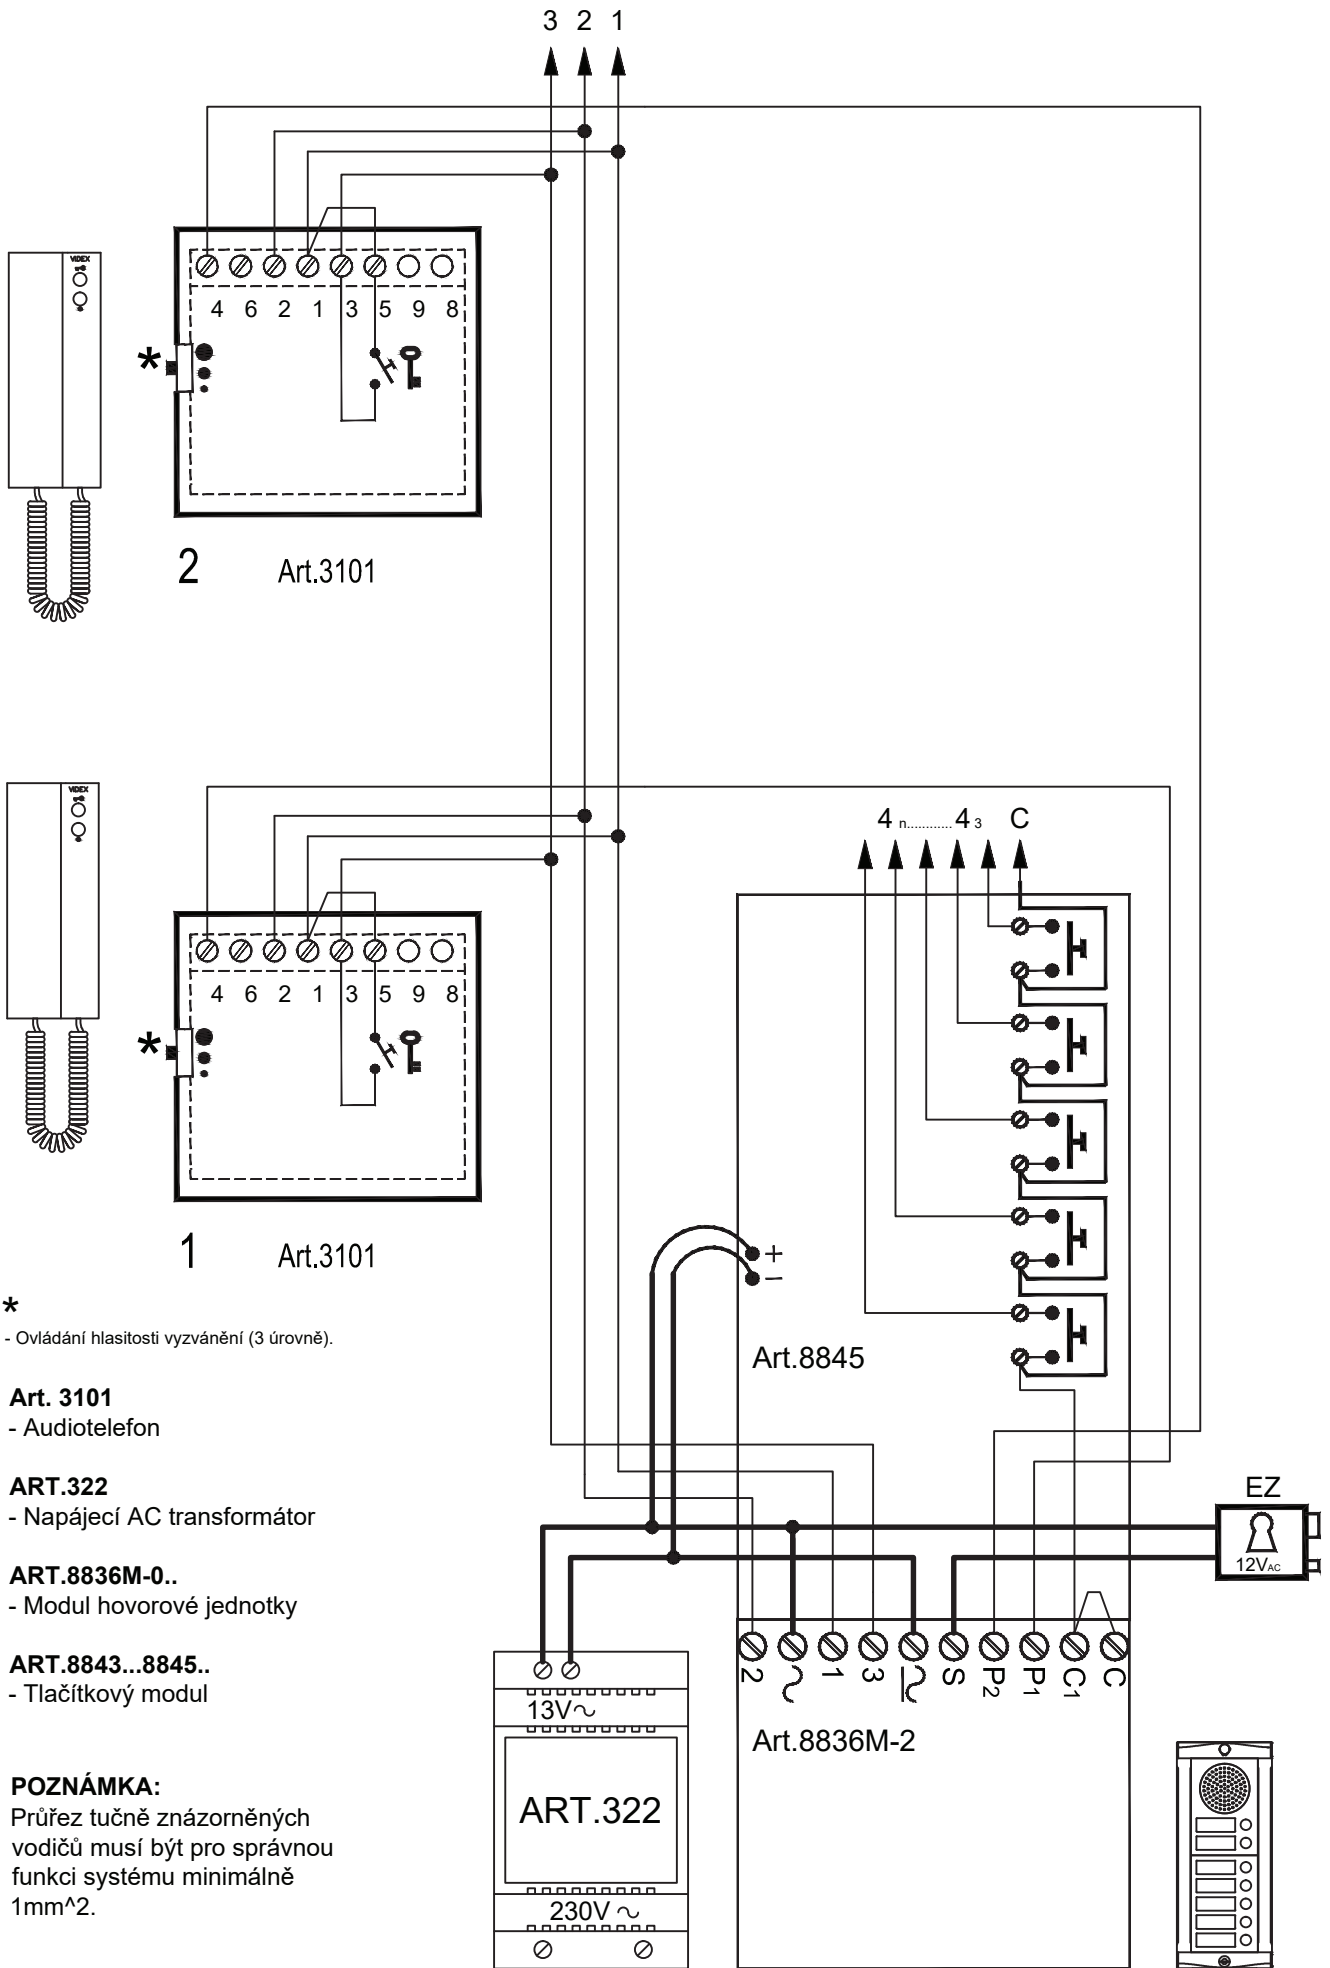 3 2 1
VIDEX
4 6 2 1 3 5 9 8
*
2 Art.3101
VIDEX
4 n............ 4 3 C
4 6 2 1 3 5 9 8
*
1 Art.3101
+
–
*
- Ovládání hlasitosti vyzvánění (3 úrovně).
Art.8845
Art. 3101
- Audiotelefon
ART.322
- Napájecí AC transformátor
ART.8836M-0..
- Modul hovorové jednotky
ART.8843...8845..
- Tlačítkový modul
EZ
12VAC
2 ~ 1 3 ~ S P2 P1 C1 C
Art.8836M-2
13V~
ART.322
230V ~
POZNÁMKA:
Průřez tučně znázorněných
vodičů musí být pro správnou
funkci systému minimálně
1mm^2.